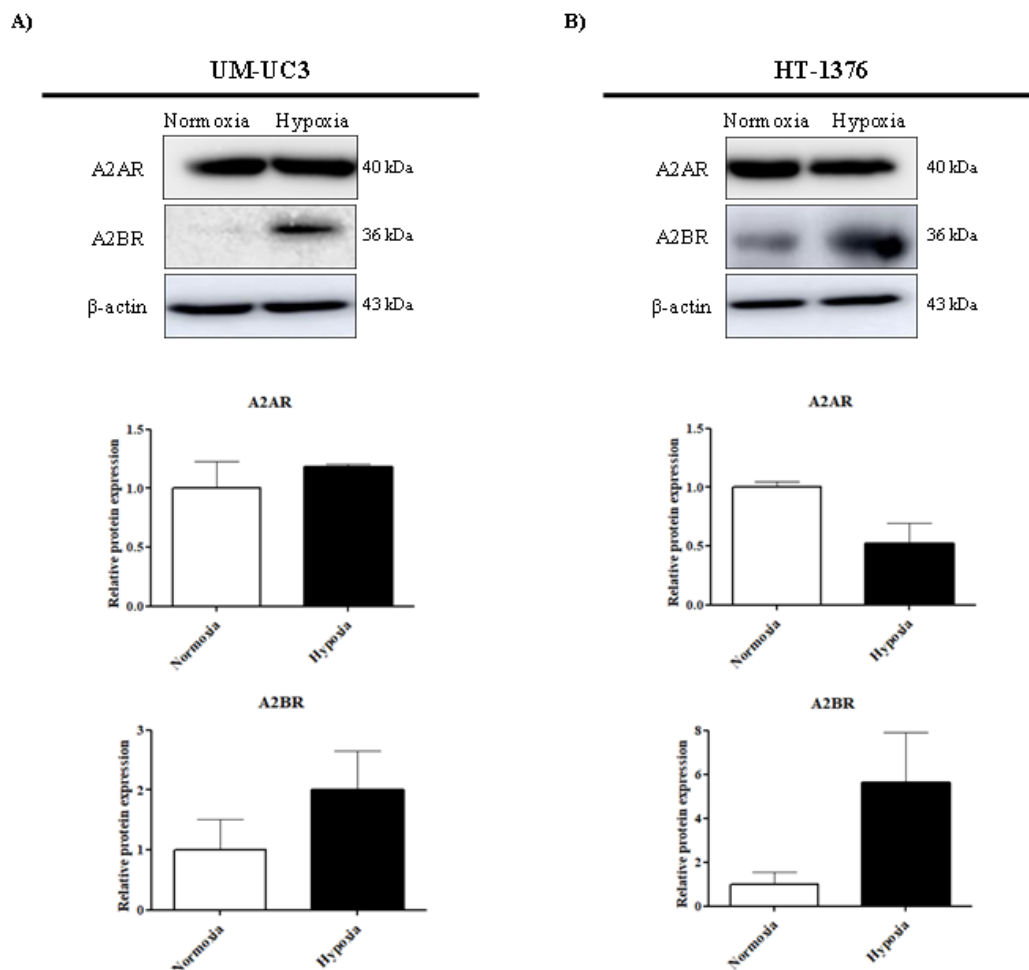 A)
UM-UC3
Normoxia Hypoxia
A2AR 40 kDa
A2BR 36 kDa
β-actin 43 kDa
A2AR
Relative protein expression
1.5
1.0
0.5
0.0
Normoxia
Hypoxia
A2BR
Relative protein expression
3
2
1
0
Normoxia
Hypoxia
B)
HT-1376
Normoxia Hypoxia
A2AR 40 kDa
A2BR 36 kDa
β-actin 43 kDa
A2AR
Relative protein expression
1.5
1.0
0.5
0.0
Normoxia
Hypoxia
A2BR
Relative protein expression
8
6
4
2
0
Normoxia
Hypoxia